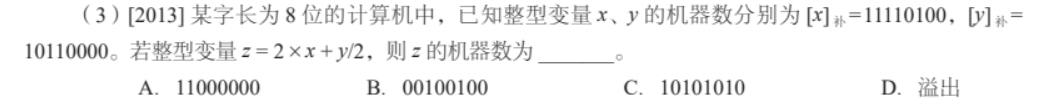 （3）[2013] 某字长为 8 位的计算机中，已知整型变量 x、y 的机器数分别为 [x]补=11110100，[y]补=
10110000。若整型变量 z = 2 × x + y/2，则 z 的机器数为______。
A. 11000000 B. 00100100 C. 10101010 D. 溢出